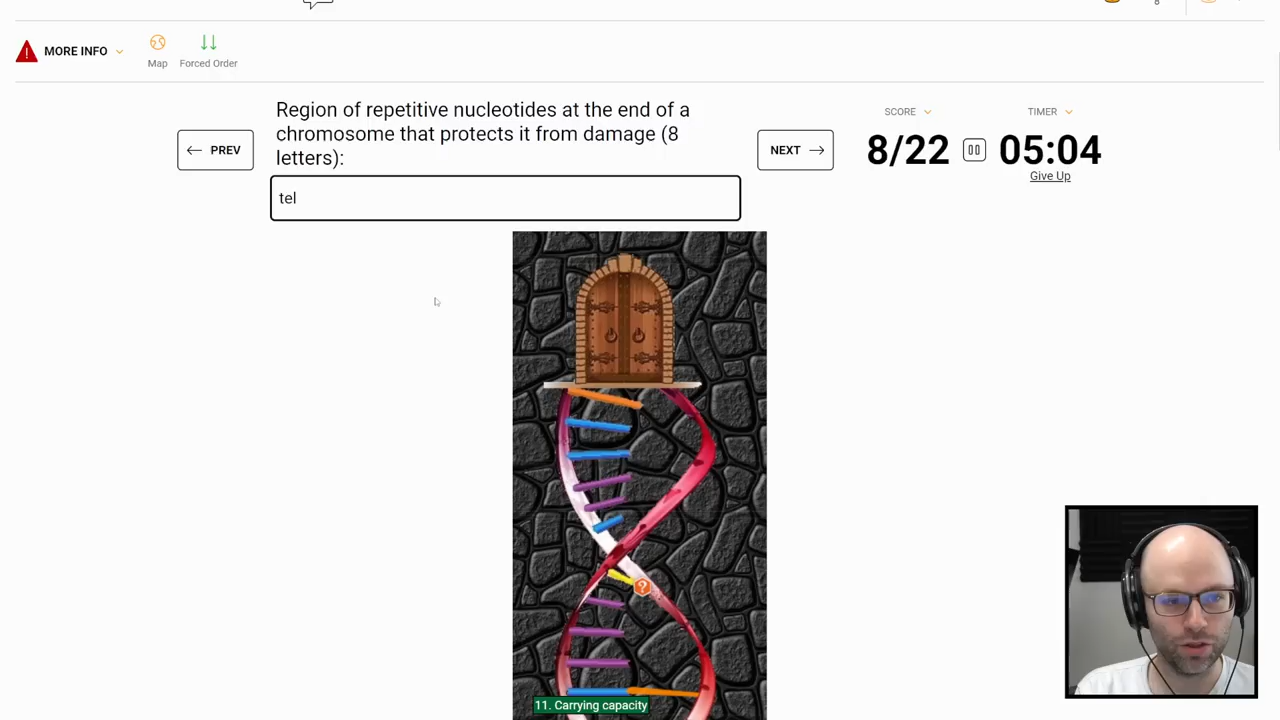 MORE INFO
Map
Forced Order
PREV
Region of repetitive nucleotides at the end of a
chromosome that protects it from damage (8
letters):
tel
NEXT
SCORE
8/22
TIMER
05:04
Give Up
?
11. Carrying capacity